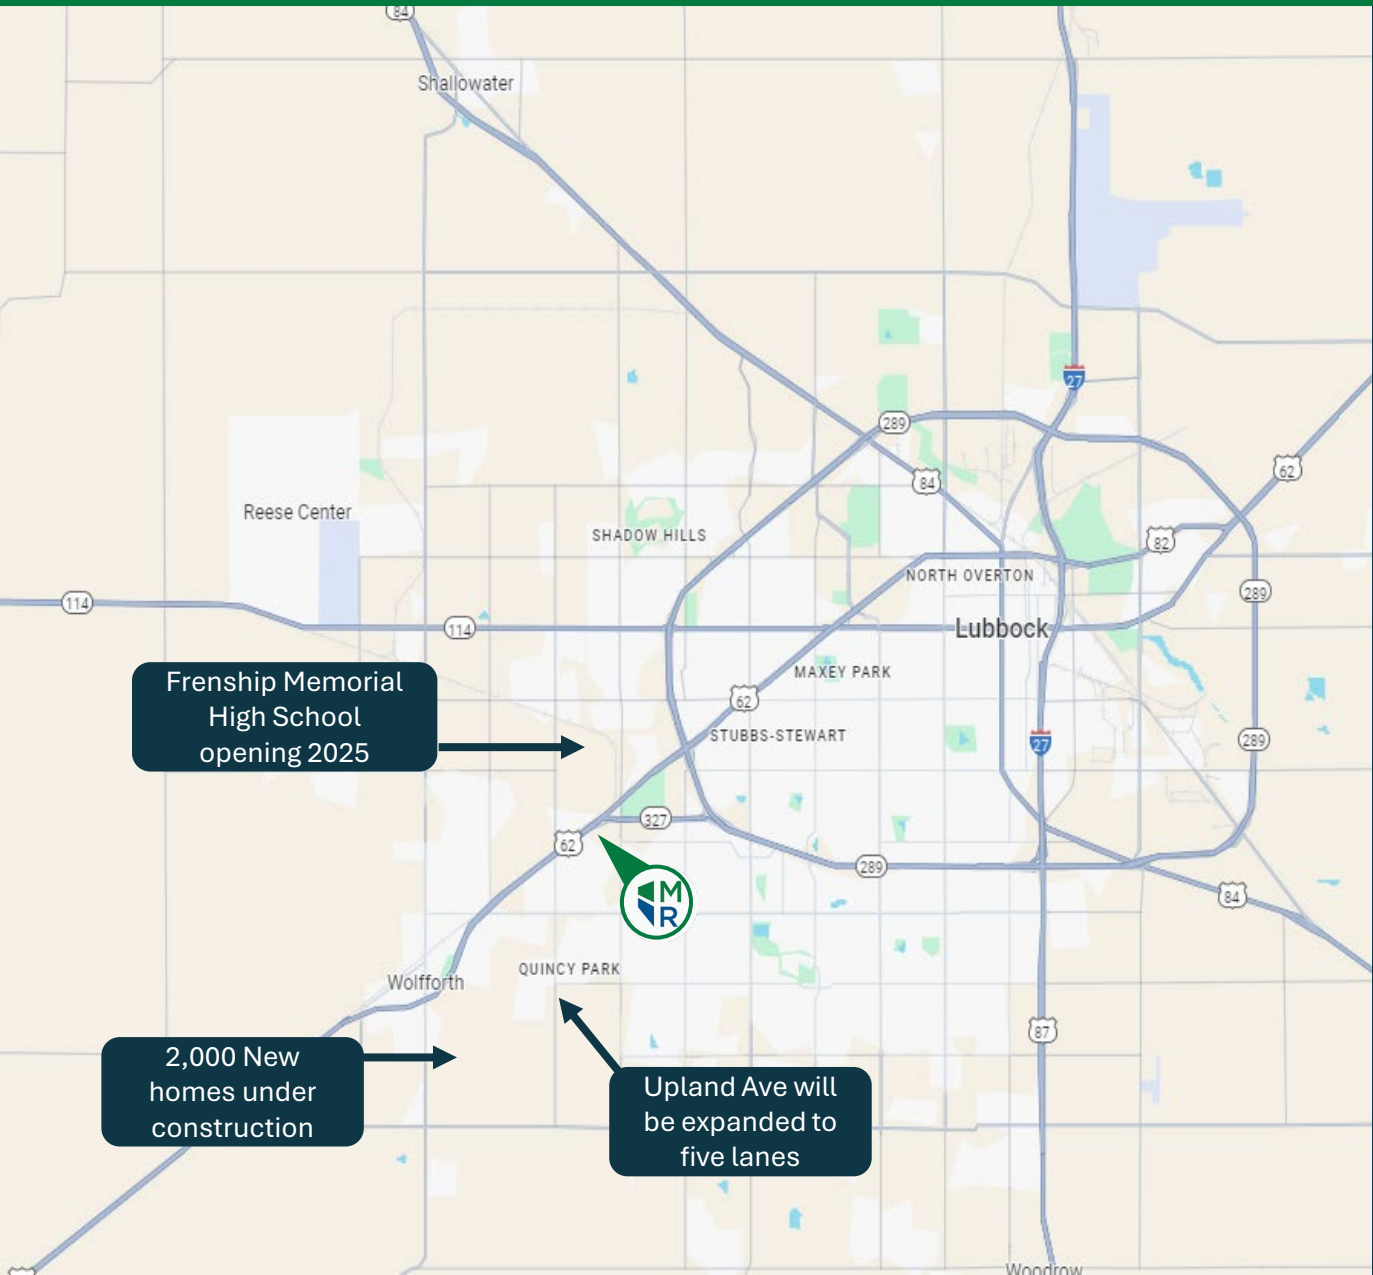 84
Shallowater
27
289
62
84
Reese Center
SHADOW HILLS
82
NORTH OVERTON
289
114
114
Lubbock
MAXEY PARK
Frenship Memorial
High School
opening 2025
62
STUBBS-STEWART
27
289
327
62
289
M
R
84
QUINCY PARK
Wolfforth
87
2,000 New
homes under
construction
Upland Ave will
be expanded to
five lanes
Woodrow